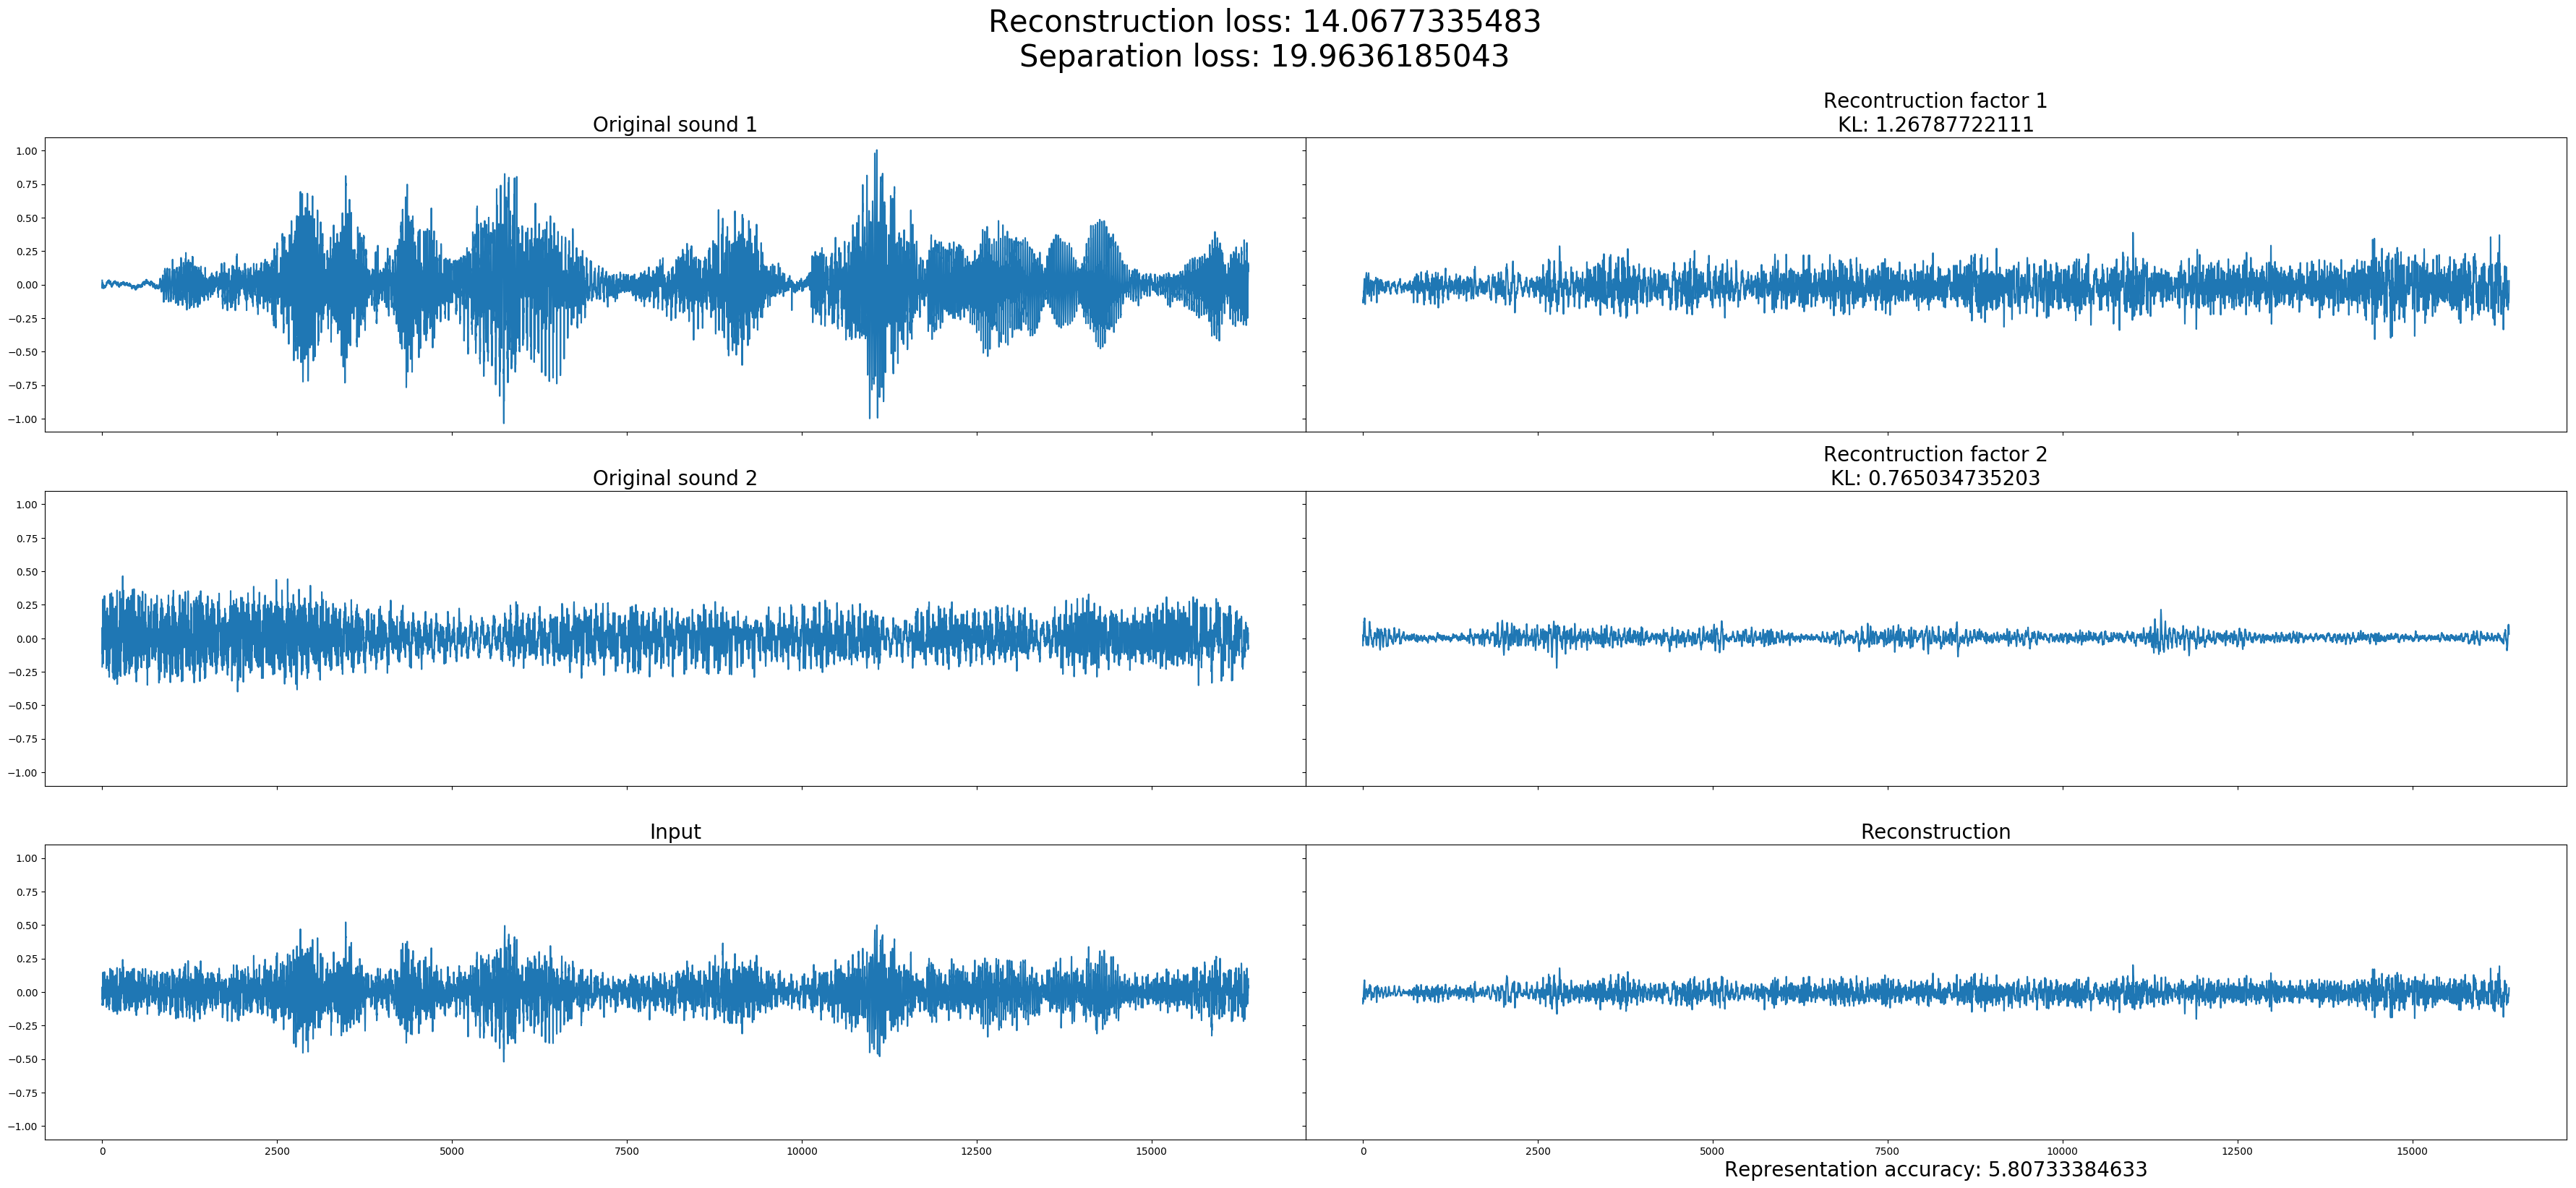 Reconstruction loss: 14.0677335483
Separation loss: 19.9636185043
Original sound 1
Recontruction factor 1
KL: 1.26787722111
1.00
0.75
0.50
0.25
0.00
−0.25
−0.50
−0.75
−1.00
Original sound 2
Recontruction factor 2
KL: 0.765034735203
1.00
0.75
0.50
0.25
0.00
−0.25
−0.50
−0.75
−1.00
Input
Reconstruction
1.00
0.75
0.50
0.25
0.00
−0.25
−0.50
−0.75
−1.00
0 2500 5000 7500 10000 12500 15000
0 2500 5000 7500 10000 12500 15000
Representation accuracy: 5.80733384633